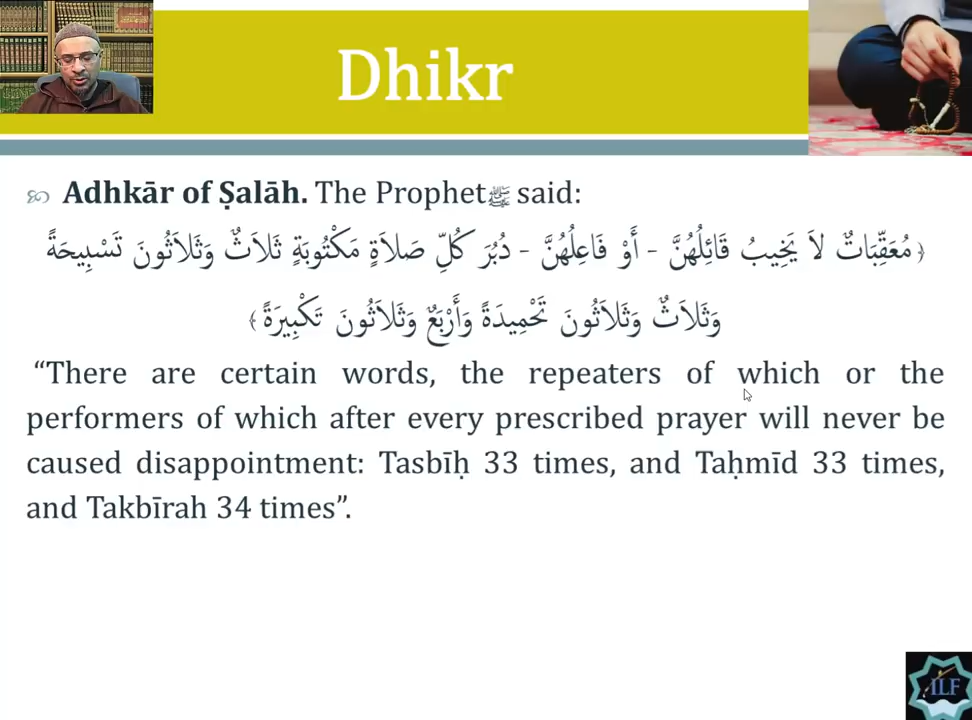 Dhikr
Adhkār of Ṣalāh. The Prophetﷺ said:
﴿ مُعَقِّبَاتٌ لاَ يَخِيبُ قَائِلُهُنَّ - أَوْ فَاعِلُهُنَّ - دُبُرَ كُلِّ صَلاَةٍ مَكْتُوبَةٍ ثَلاَثٌ وَثَلاَثُونَ تَسْبِيحَةً
وَثَلاَثٌ وَثَلاَثُونَ تَحْمِيدَةً وَأَرْبَعٌ وَثَلاَثُونَ تَكْبِيرَةً ﴾
“There are certain words, the repeaters of which or the
performers of which after every prescribed prayer will never be
caused disappointment: Tasbīḥ 33 times, and Taḥmīd 33 times,
and Takbīrah 34 times”.
ILF